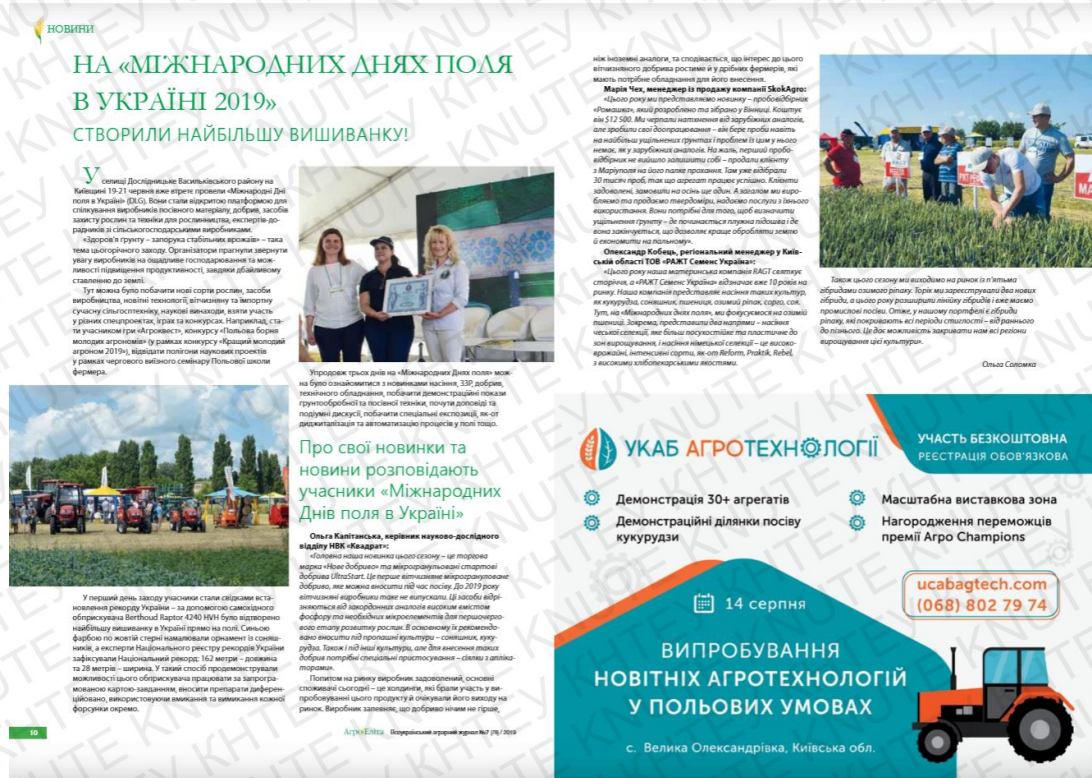 НОВИНИ
НА «МІЖНАРОДНИХ ДНЯХ ПОЛЯ
В УКРАЇНІ 2019»
СТВОРИЛИ НАЙБІЛЬШУ ВИШИВАНКУ!
У селищі Дослідницьке Васильківського району на
Київщині 19-21 червня вже втретє провели «Міжнародні Дні
поля в Україні» (DLG). Вони стали відкритою платформою для
спілкування виробників посівного матеріалу, добрив, засобів
захисту рослин та техніки для рослинництва, експертів-до-
радників зі сільськогосподарськими виробниками.
«Здоров'я ґрунту – запорука стабільних врожаїв» – така
тема цьогорічного заходу. Організатори прагнули звернути
увагу виробників на ощадливе господарювання та мож-
ливості підвищення продуктивності, завдяки дбайливому
ставленню до землі.
Тут можна було побачити нові сорти рослин, засоби
виробництва, новітні технології, вітчизняну та імпортну
сучасну сільгосптехніку, наукові винаходи, взяти участь
у різних спецпроектах, іграх та конкурсах. Наприклад, ста-
ти учасником гри «Агроквест», конкурсу «Польова борня
молодих агрономів» (у рамках конкурсу «Кращий молодий
агроном 2019»), відвідати полігони наукових проектів
у рамках чергового виїзного семінару Польової школи
фермера.
У перший день заходу учасники стали свідками вста-
новлення рекорду України – за допомогою самохідного
обприскувача Berthoud Raptor 4240 HVH було відтворено
найбільшу вишиванку в Україні прямо на полі. Синьою
фарбою по жовтій стерні намалювали орнамент із соняш-
ників, а експерти Національного реєстру рекордів України
зафіксували Національний рекорд: 162 метри – довжина
та 28 метрів – ширина. У такий спосіб продемонстрували
можливості цього обприскувача працювати за запрогра-
мованою картою-завданням, вносити препарати диферен-
ційовано, використовуючи вмикання та вимикання кожної
форсунки окремо.
Упродовж трьох днів на «Міжнародних Днях поля» мож-
на було ознайомитися з новинками насіння, ЗЗР, добрив,
технічного обладнання, побачити демонстраційні покази
ґрунтообробної та посівної техніки, почути доповіді та
подіумні дискусії, побачити спеціальні експозиції, як-от
диджиталізація та автоматизацію процесів у полі тощо.
Про свої новинки та
новини розповідають
учасники «Міжнародних
Днів поля в Україні»
Ольга Капітанська, керівник науково-дослідного
відділу НВК «Квадрат»:
«Головна наша новинка цього сезону – це торгова
марка «Нове добриво» та мікрогранульовані стартові
добрива UltraStart. Це перше вітчизняне мікрогранульоване
добриво, яке можна вносити під час посіву. До 2019 року
вітчизняні виробники таке не випускали. Ці засоби відрі-
зняються від закордонних аналогів високим вмістом
фосфору та необхідних мікроелементів для першочерго-
вого етапу розвитку рослин. В основному їх рекомендо-
вано вносити під просапні культури – соняшник, куку-
рудза. Також і під інші культури, але для внесення таких
добрив потрібні спеціальні пристосування – сіялки з апліка-
торами».
Попитом на ринку виробник задоволений, основні
споживачі сьогодні – це холдинги, які брали участь у ви-
пробовуванні цього продукту й очікували його виходу на
ринок. Виробник запевняє, що добриво нічим не гірше,
10
АгроЕліта Всеукраїнський аграрний журнал №7 (78) / 2019
ніж іноземні аналоги, та сподівається, що інтерес до цього
вітчизняного добрива ростиме й у дрібних фермерів, які
мають потрібне обладнання для його внесення.
Марія Чех, менеджер із продажу компанії SkokAgro:
«Цього року ми представляємо новинку – пробовідбірник
«Ромашка», який розроблено та зібрано у Вінниці. Коштує
він $12 500. Ми черпали натхнення від зарубіжних аналогів,
але зробили свої доопрацювання – він бере проби навіть
на найбільш ущільнених ґрунтах і проблем із цим у нього
немає, як у зарубіжних аналогів. На жаль, перший пробо-
відбірник не вийшло залишити собі – продали клієнту
з Маріуполя на його палке прохання. Там уже відібрали
30 тисяч проб, так що агрегат працює успішно. Клієнти
задоволені, замовили на осінь ще один. А загалом ми виро-
бляємо та продаємо твердоміри, надаємо послуги з їхнього
використання. Вони потрібні для того, щоб визначити
ущільнення ґрунту – де починається плужна підошва і де
вона закінчується, що дозволяє краще обробляти землю
й економити на пальному».
Олександр Кобець, регіональний менеджер у Київ-
ській області ТОВ «РАЖТ Семенс Україна»:
«Цього року наша материнська компанія RAGT святкує
сторіччя, а «РАЖТ Семенс Україна» відзначає вже 10 років на
ринку. Наша компанія представляє насіння таких культур,
як кукурудза, соняшник, пшениця, озимий ріпак, сорго, соя.
Тут, на «Міжнародних днях поля», ми фокусуємося на озимій
пшениці. Зокрема, представили два напрями – насіння
чеської селекції, яке більш посухостійке та пластичне до
зон вирощування, і насіння німецької селекції – це високо-
врожайні, інтенсивні сорти, як-от Reform, Praktik, Rebel,
з високими хлібопекарськими якостями.
Також цього сезону ми виходимо на ринок із п'ятьма
гібридами озимого ріпаку. Торік ми зареєстрували два нових
гібриди, а цього року розширили лінійку гібридів і вже маємо
промислові посіви. Отже, у нашому портфелі є гібриди
ріпаку, які покривають всі періоди стиглості – від раннього
до пізнього. Це дає можливість закривати нам всі регіони
вирощування цієї культури».
Ольга Соломка
УКАБ АГРОТЕХНОЛОГІЇ
УЧАСТЬ БЕЗКОШТОВНА
РЕЄСТРАЦІЯ ОБОВ'ЯЗКОВА
Демонстрація 30+ агрегатів
Демонстраційні ділянки посіву
кукурудзи
Масштабна виставкова зона
Нагородження переможців
премії Агро Champions
ucabagtech.com
(068) 802 79 74
14 серпня
ВИПРОБУВАННЯ
НОВІТНІХ АГРОТЕХНОЛОГІЙ
У ПОЛЬОВИХ УМОВАХ
с. Велика Олександрівка, Київська обл.